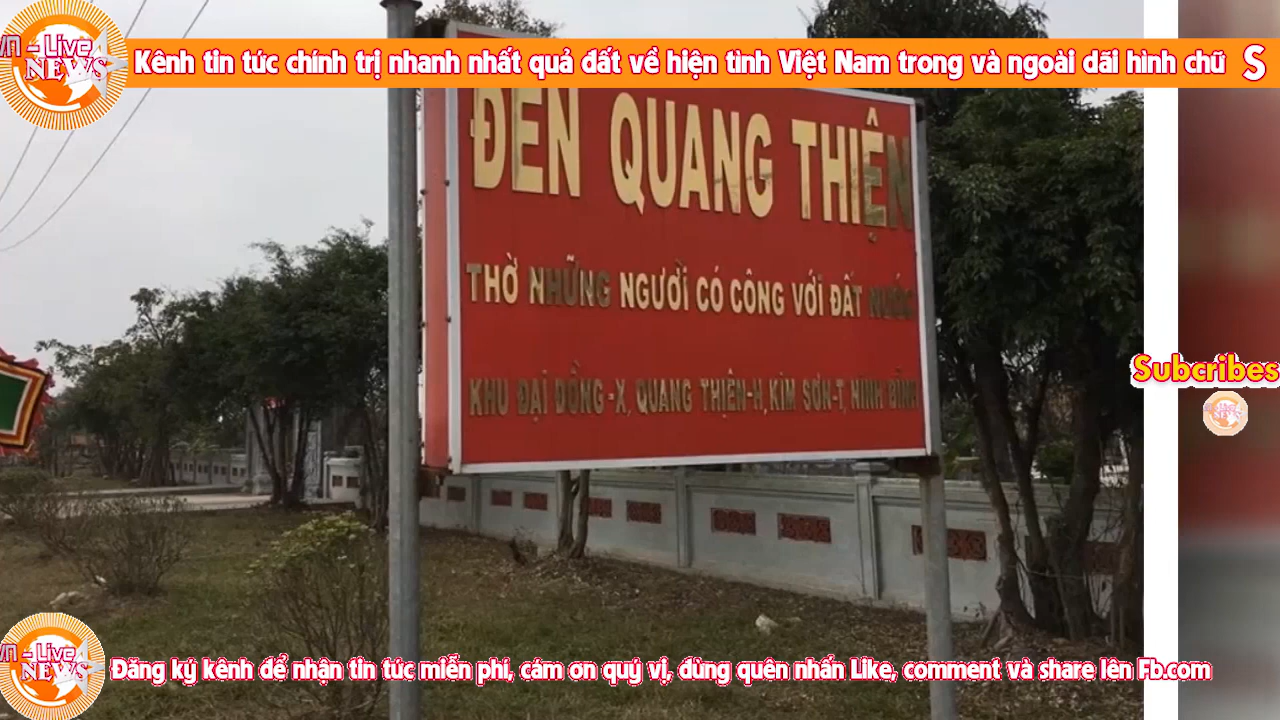 VN - Live
NEWS
Kênh tin tức chính trị nhanh nhất quả đất về hiện tình Việt Nam trong và ngoài dãi hình chữ S
ĐỀN QUANG THIỆN
THỜ NHỮNG NGƯỜI CÓ CÔNG VỚI ĐẤT NƯỚC
KHU ĐẠI ĐỒNG-X, QUANG THIỆN-H, KIM SƠN-T, NINH BÌNH
Subcribes
VN - Live
NEWS
Đăng ký kênh để nhận tin tức miễn phí, cám ơn quý vị, đừng quên nhấn Like, comment và share lên Fb.com